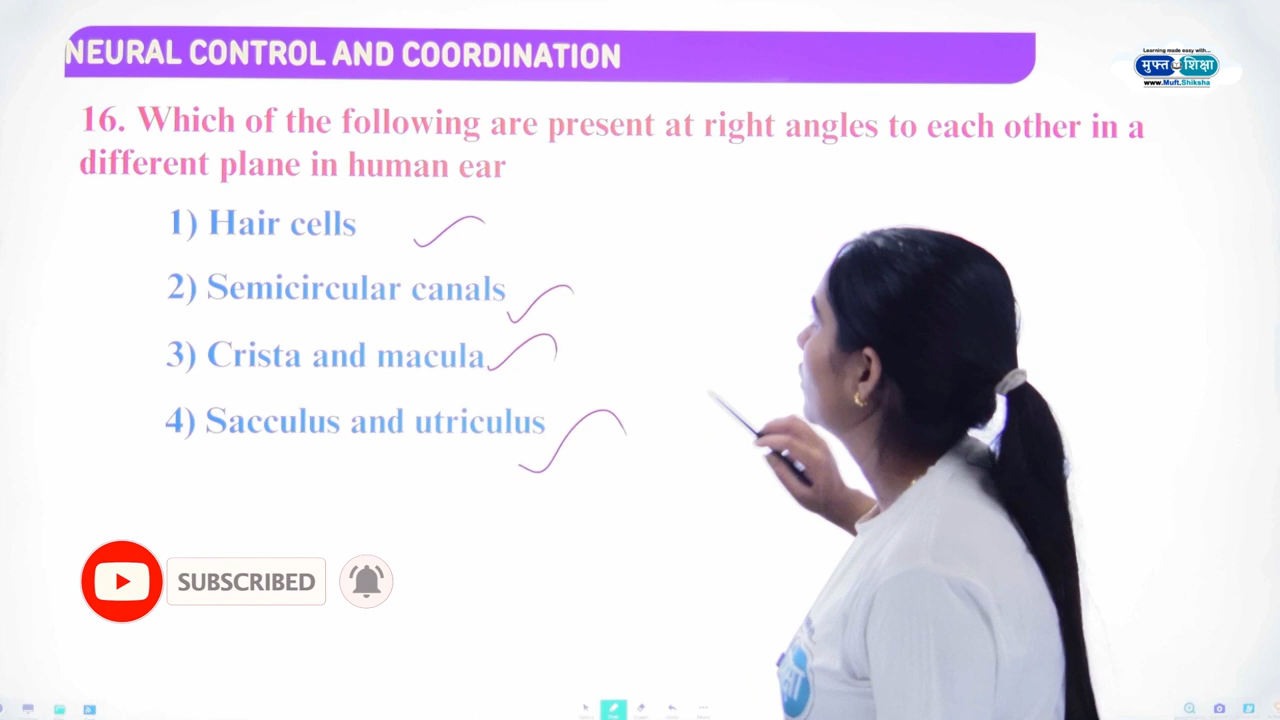 NEURAL CONTROL AND COORDINATION
Learning made easy with...
मुफ्त शिक्षा
www.Muft.Shiksha
16. Which of the following are present at right angles to each other in a
different plane in human ear
1) Hair cells
2) Semicircular canals
3) Crista and macula
4) Sacculus and utriculus
SUBSCRIBED